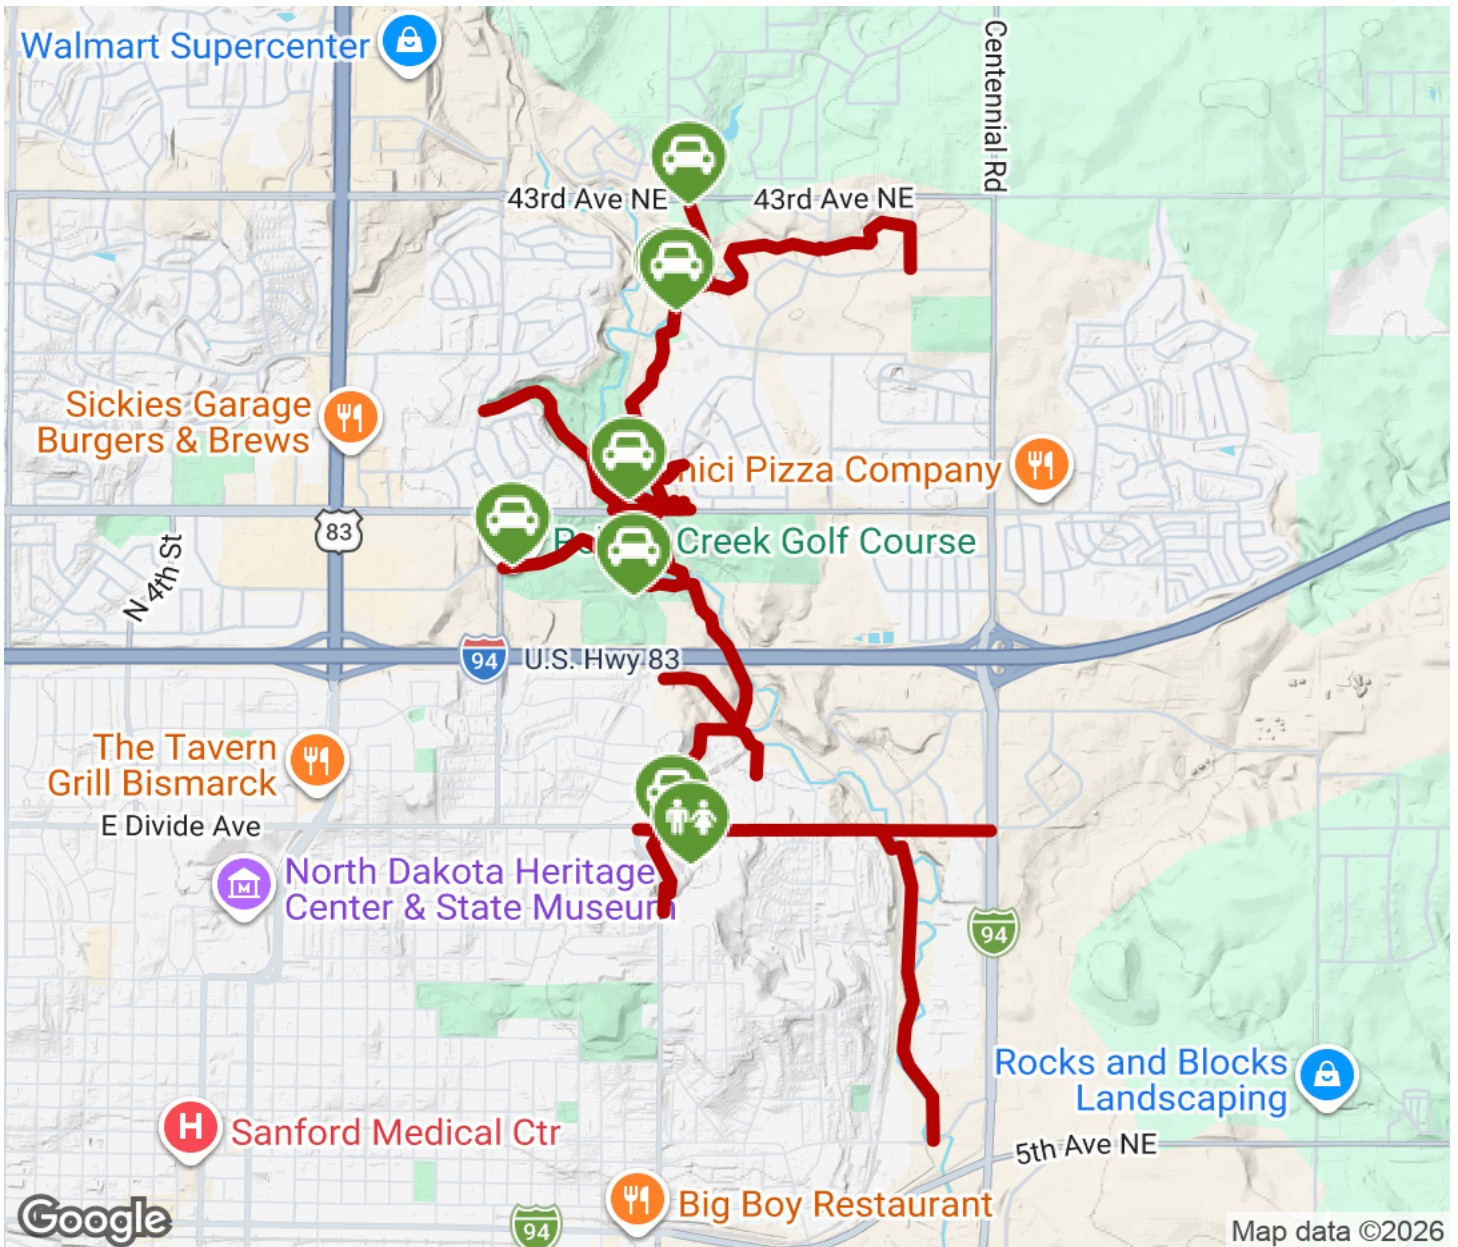 Walmart Supercenter
Centennial Rd
43rd Ave NE
43rd Ave NE
Sickies Garage
Burgers & Brews
Pizza Company
83
Creek Golf Course
N 4th St
94
U.S. Hwy 83
The Tavern
Grill Bismarck
E Divide Ave
North Dakota Heritage
Center & State Museum
M
94
Rocks and Blocks
Landscaping
H
Sanford Medical Ctr
5th Ave NE
Big Boy Restaurant
94
Google
Map data ©2026